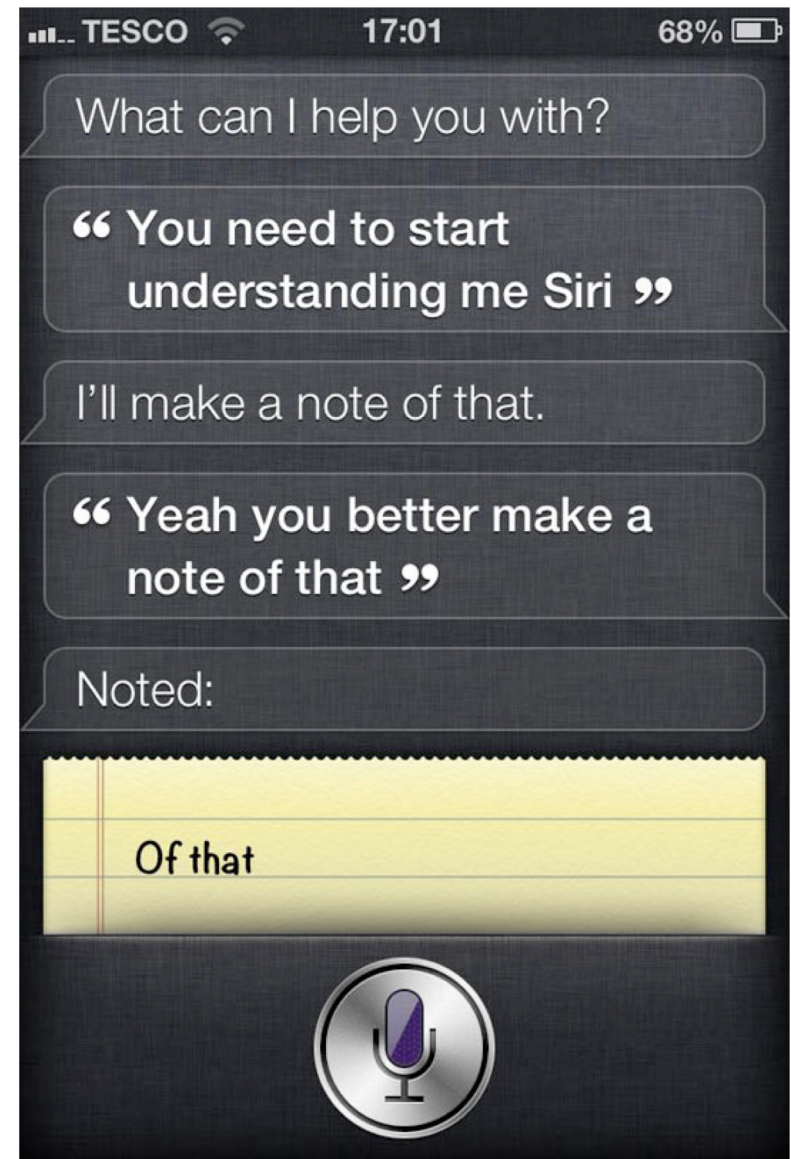 TESCO 17:01 68%
What can I help you with?
“ You need to start
understanding me Siri ”
I’ll make a note of that.
“ Yeah you better make a
note of that ”
Noted:
Of that